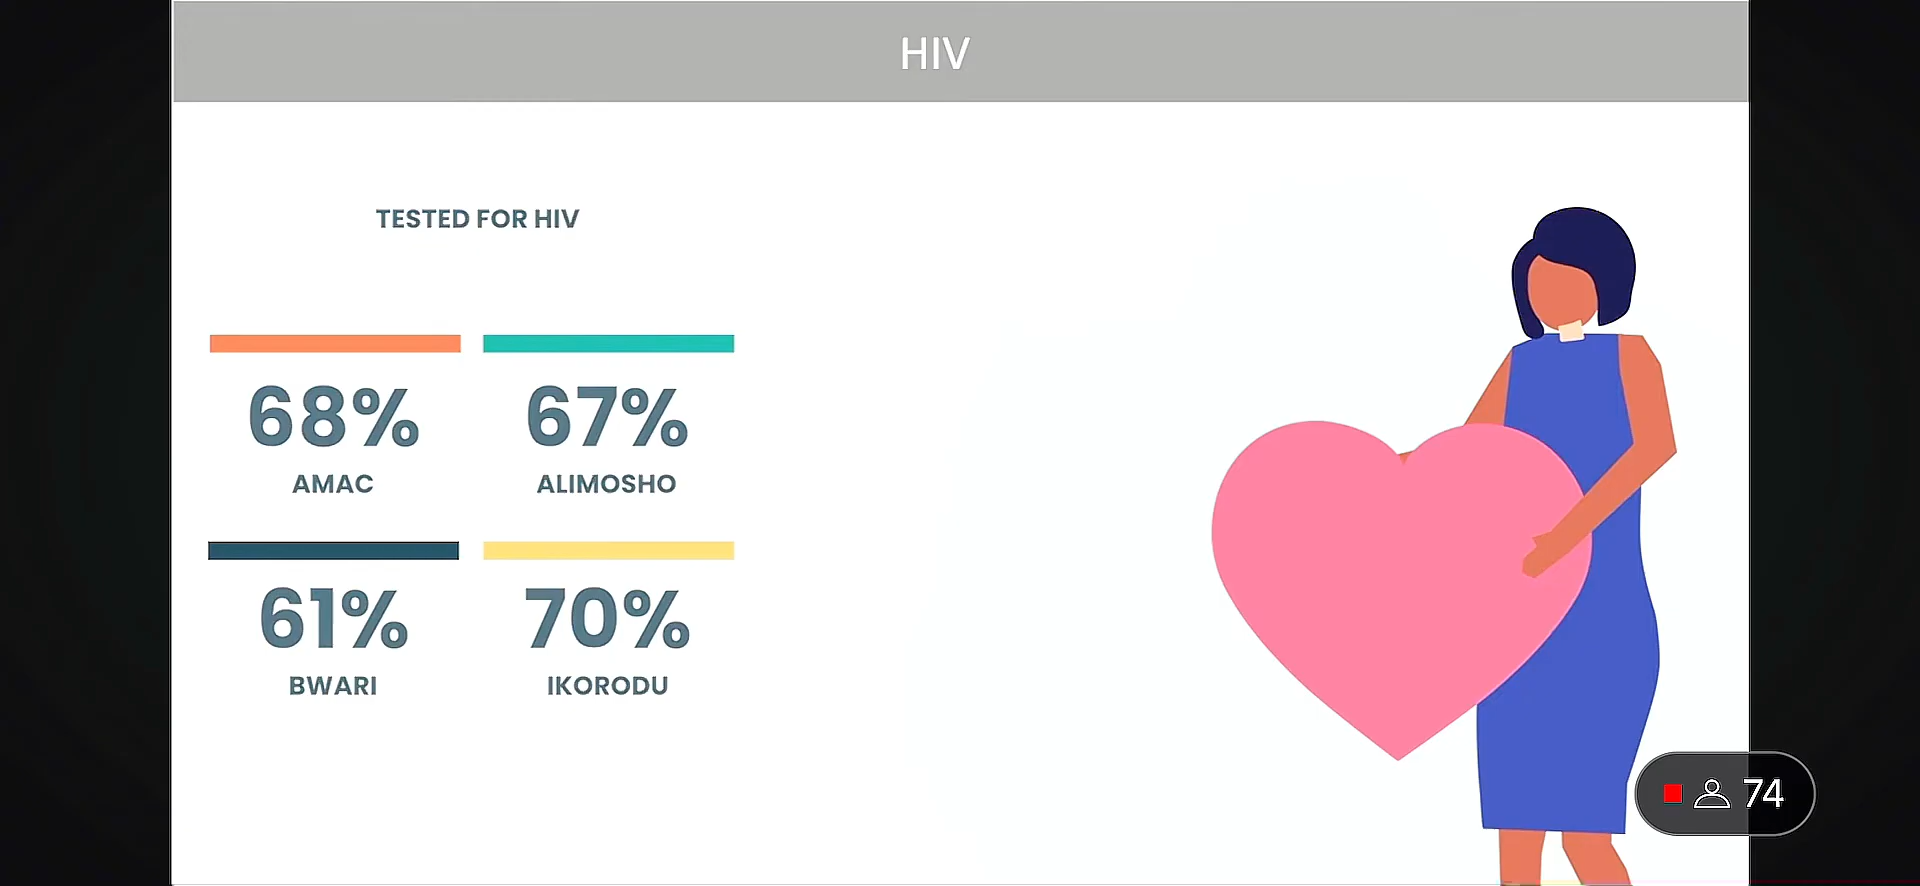 HIV
TESTED FOR HIV
68% 67%
AMAC ALIMOSHO
61% 70%
BWARI IKORODU
74